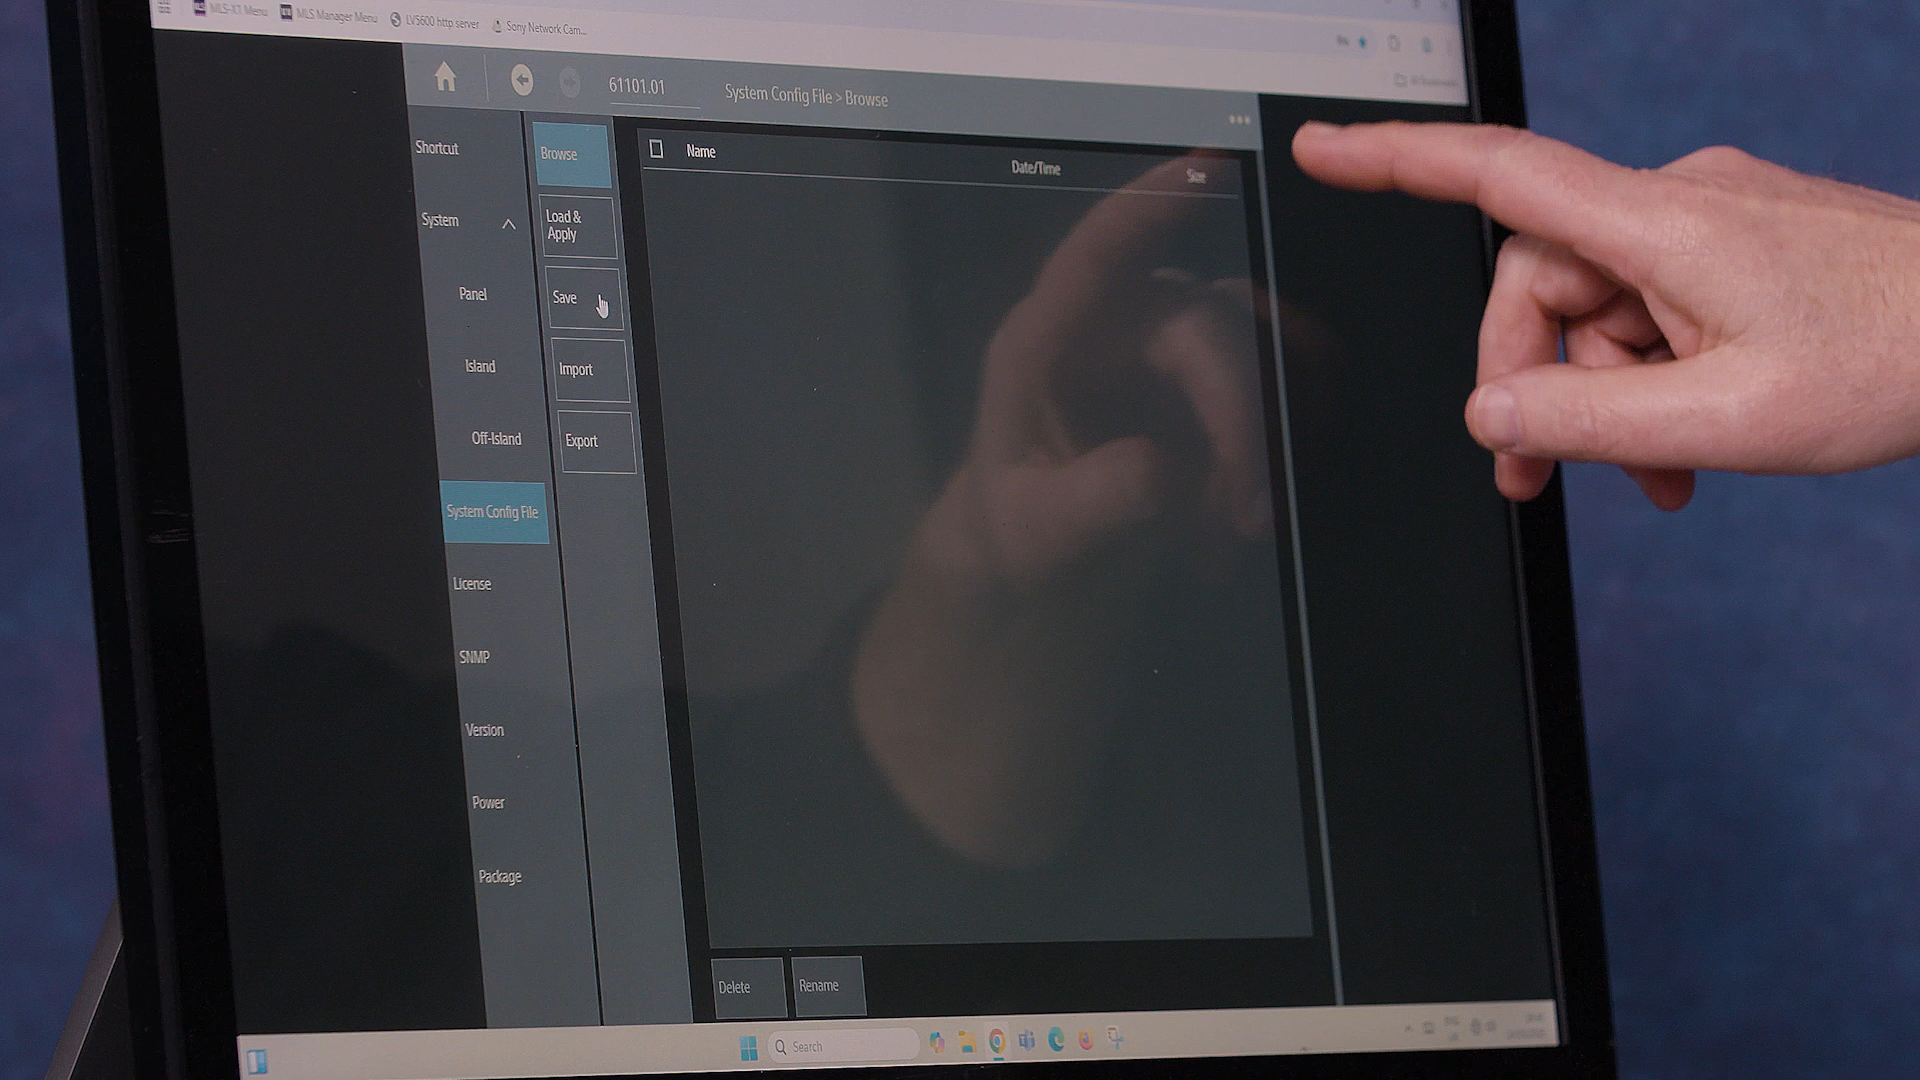 MLS-X1 Menu
MLS Manager Menu
LV5600 http server
Sony Network Cam...
61101.01
System Config File > Browse
Shortcut
System
Panel
Island
Off-Island
System Config File
License
SNMP
Version
Power
Package
Browse
Load &
Apply
Save
Import
Export
Name
Date/Time
Size
Delete
Rename
Search